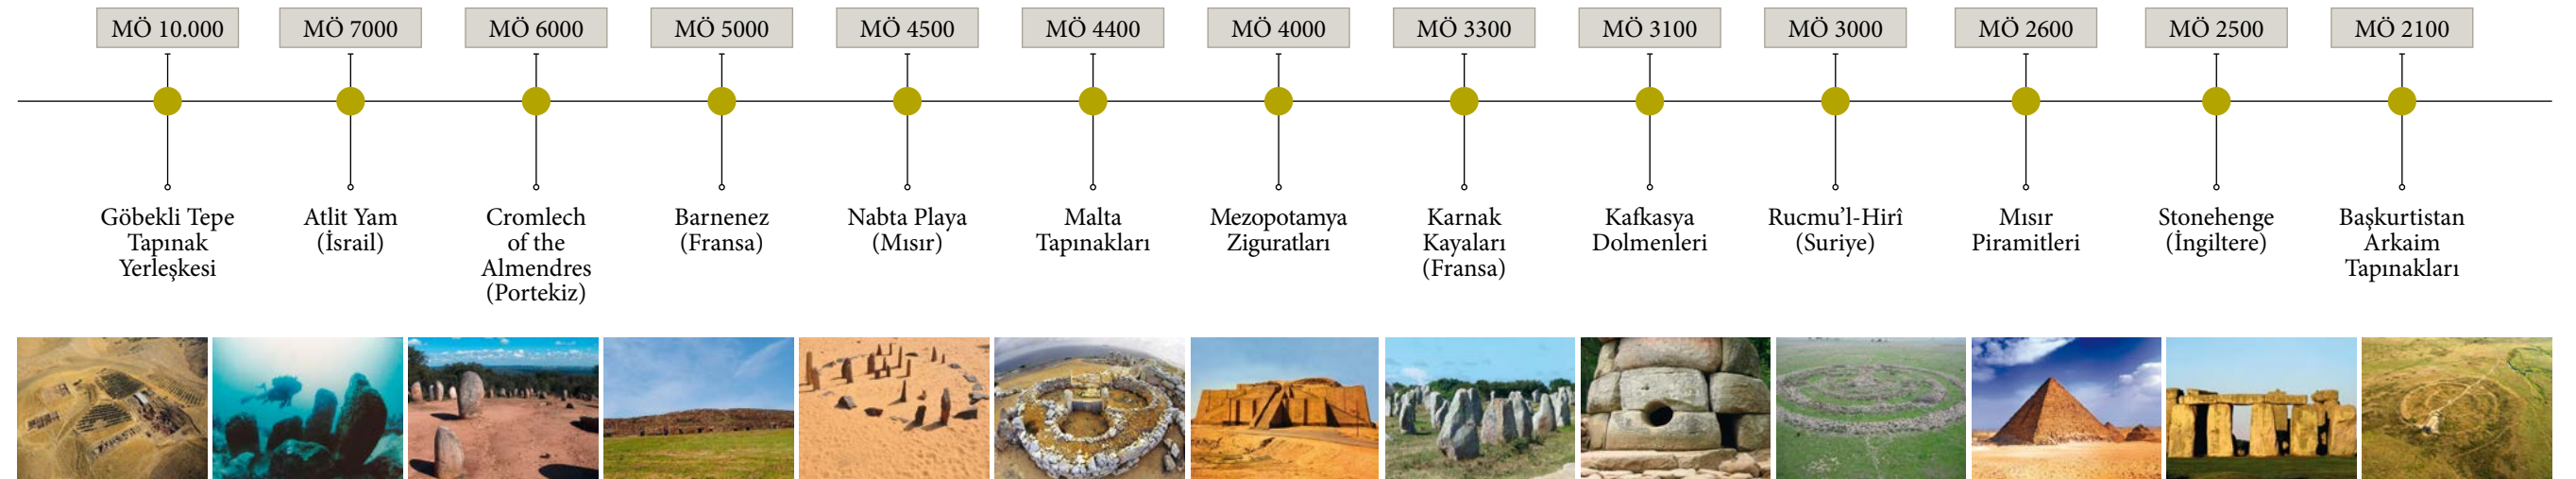 MÖ 10.000
MÖ 7000
MÖ 6000
MÖ 5000
MÖ 4500
MÖ 4400
MÖ 4000
MÖ 3300
MÖ 3100
MÖ 3000
MÖ 2600
MÖ 2500
MÖ 2100
Göbekli Tepe
Tapınak
Yerleşkesi
Atlit Yam
(İsrail)
Cromlech
of the
Almendres
(Portekiz)
Barnenez
(Fransa)
Nabta Playa
(Mısır)
Malta
Tapınakları
Mezopotamya
Ziguratları
Karnak
Kayaları
(Fransa)
Kafkasya
Dolmenleri
Rucmu’l-Hirî
(Suriye)
Mısır
Piramitleri
Stonehenge
(İngiltere)
Başkurtistan
Arkaim
Tapınakları